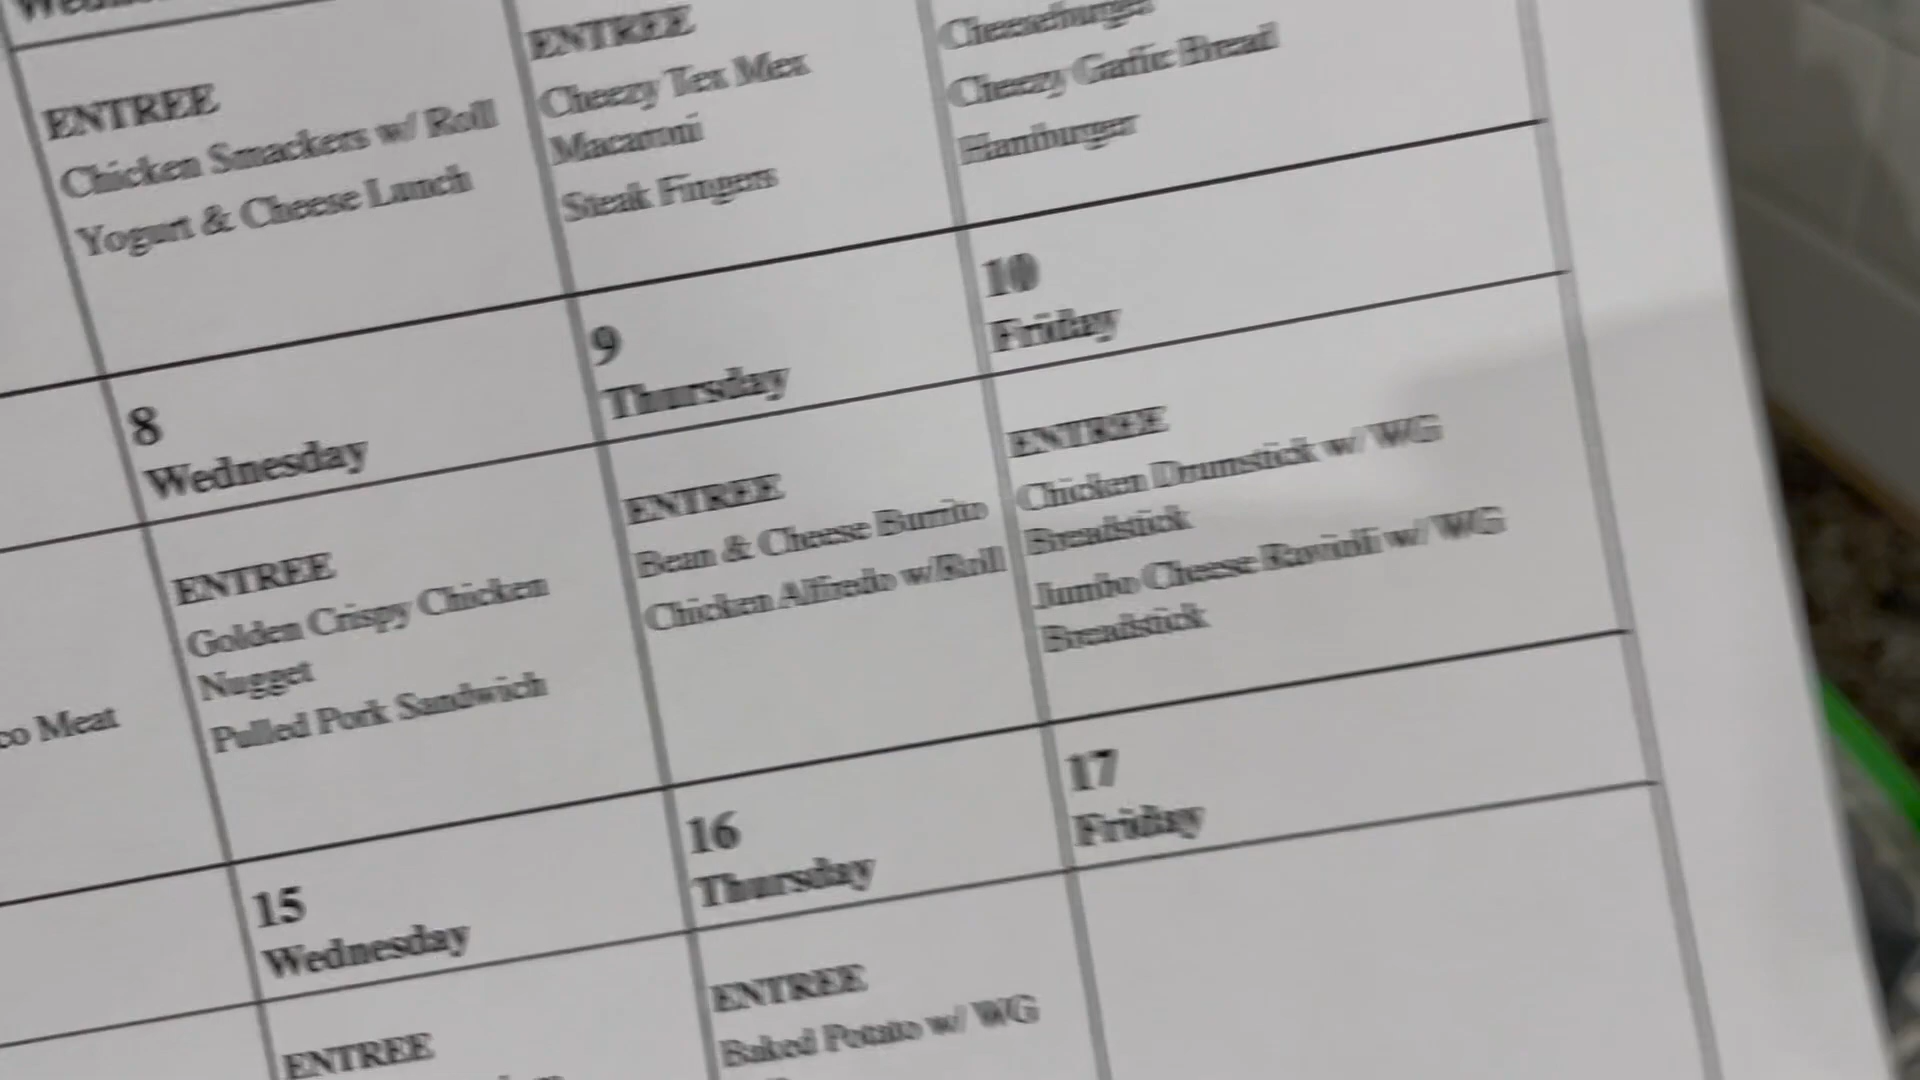 ENTREE
Chicken Smackers w/ Roll
Yogurt & Cheese Lunch
ENTREE
Cheezy Tex Mex
Macaroni
Steak Fingers
Cheeseburger
Cheezy Garlic Bread
Hamburger
8
Wednesday
9
Thursday
10
Friday
Meat
ENTREE
Golden Crispy Chicken
Nugget
Pulled Pork Sandwich
ENTREE
Bean & Cheese Burrito
Chicken Alfredo w/Roll
ENTREE
Chicken Drumstick w/ WG
Breadstick
Jumbo Cheese Ravioli w/ WG
Breadstick
15
Wednesday
16
Thursday
17
Friday
ENTREE
ENTREE
Baked Potato w/ WG